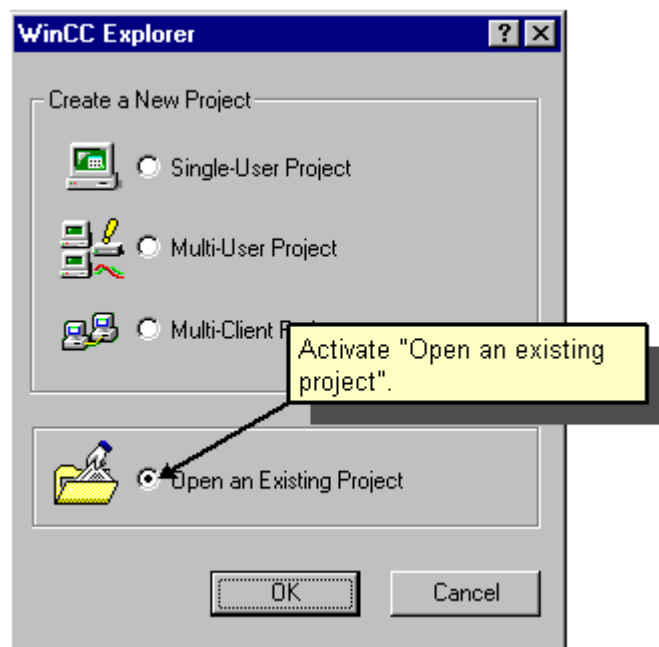 WinCC Explorer
Create a New Project
Single-User Project
Multi-User Project
Multi-Client
Activate "Open an existing
project".
Open an Existing Project
OK
Cancel